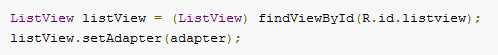 ListView listView = (ListView) findViewById(R.id.listview);
listView.setAdapter(adapter);